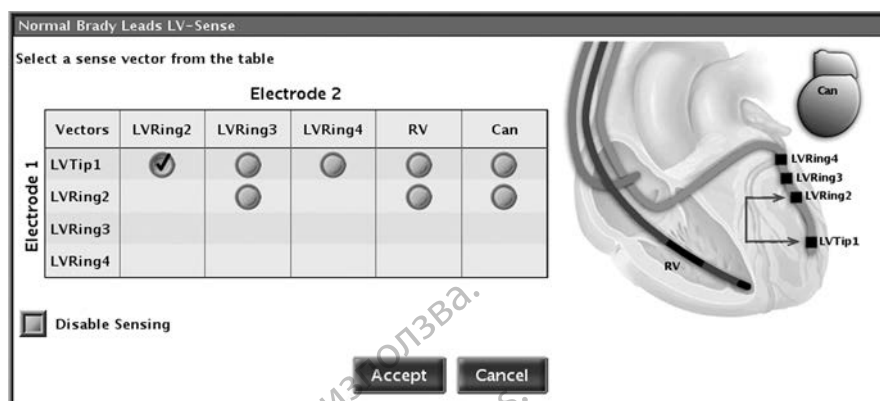 Normal Brady Leads LV-Sense
Select a sense vector from the table
Electrode 2
Vectors LVRing2 LVRing3 LVRing4 RV Can
Electrode 1
LVTip1
LVRing2
LVRing3
LVRing4
Disable Sensing
Accept Cancel
Can
LVRing4
LVRing3
LVRing2
LVTip1
RV